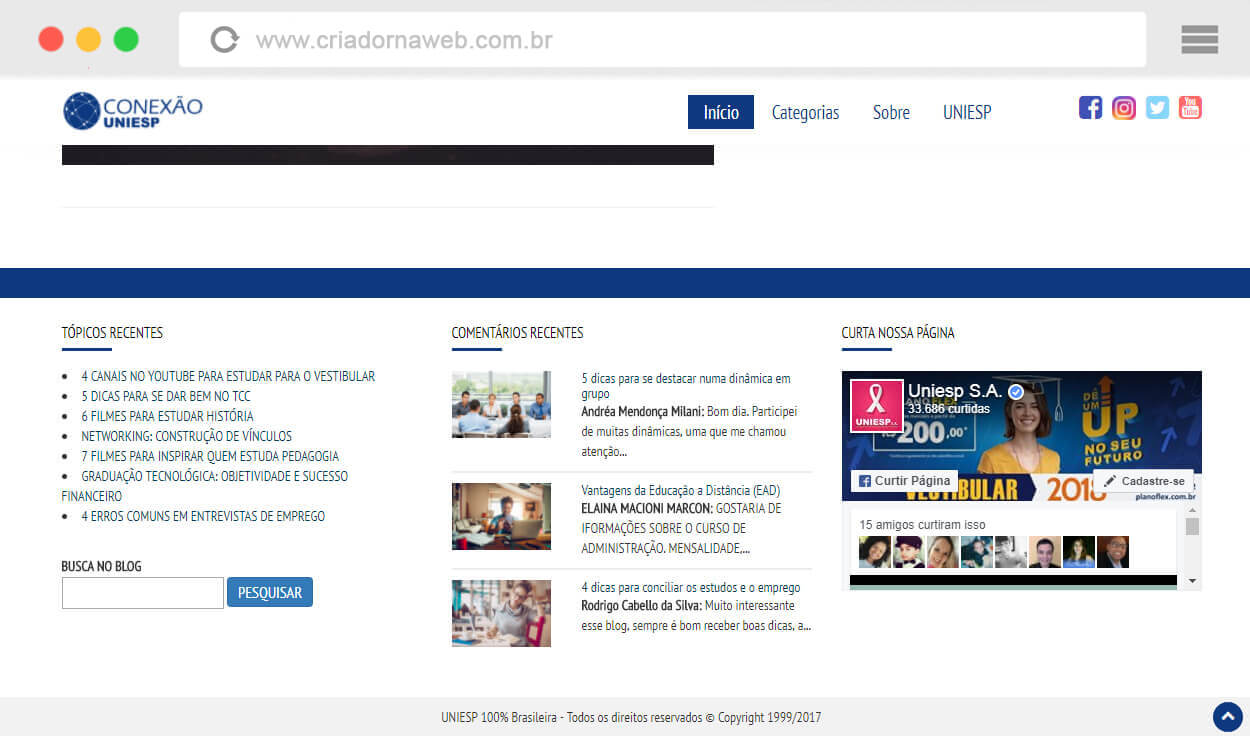 www.criadornaweb.com.br
CONEXÃO
UNIESP
Início
Categorias
Sobre
UNIESP
You
Tube
TÓPICOS RECENTES
4 CANAIS NO YOUTUBE PARA ESTUDAR PARA O VESTIBULAR
5 DICAS PARA SE DAR BEM NO TCC
6 FILMES PARA ESTUDAR HISTÓRIA
NETWORKING: CONSTRUÇÃO DE VÍNCULOS
7 FILMES PARA INSPIRAR QUEM ESTUDA PEDAGOGIA
GRADUAÇÃO TECNOLÓGICA: OBJETIVIDADE E SUCESSO
FINANCEIRO
4 ERROS COMUNS EM ENTREVISTAS DE EMPREGO
BUSCA NO BLOG
PESQUISAR
COMENTÁRIOS RECENTES
5 dicas para se destacar numa dinâmica em
grupo
Andréa Mendonça Milani: Bom dia. Participei
de muitas dinâmicas, uma que me chamou
atenção...
Vantagens da Educação a Distância (EAD)
ELAINA MACIONI MARCON: GOSTARIA DE
IFORMAÇÕES SOBRE O CURSO DE
ADMINISTRAÇÃO. MENSALIDADE,...
4 dicas para conciliar os estudos e o emprego
Rodrigo Cabello da Silva: Muito interessante
esse blog, sempre é bom receber boas dicas, a...
CURTA NOSSA PÁGINA
UNIESP S.A.
Uniesp S.A.
33.686 curtidas
200,00*
DÊ
UM
UP
NO SEU
FUTURO
Curtir Página
Cadastre-se
VESTIBULAR 2018
planoflex.com.br
15 amigos curtiram isso
UNIESP 100% Brasileira - Todos os direitos reservados © Copyright 1999/2017